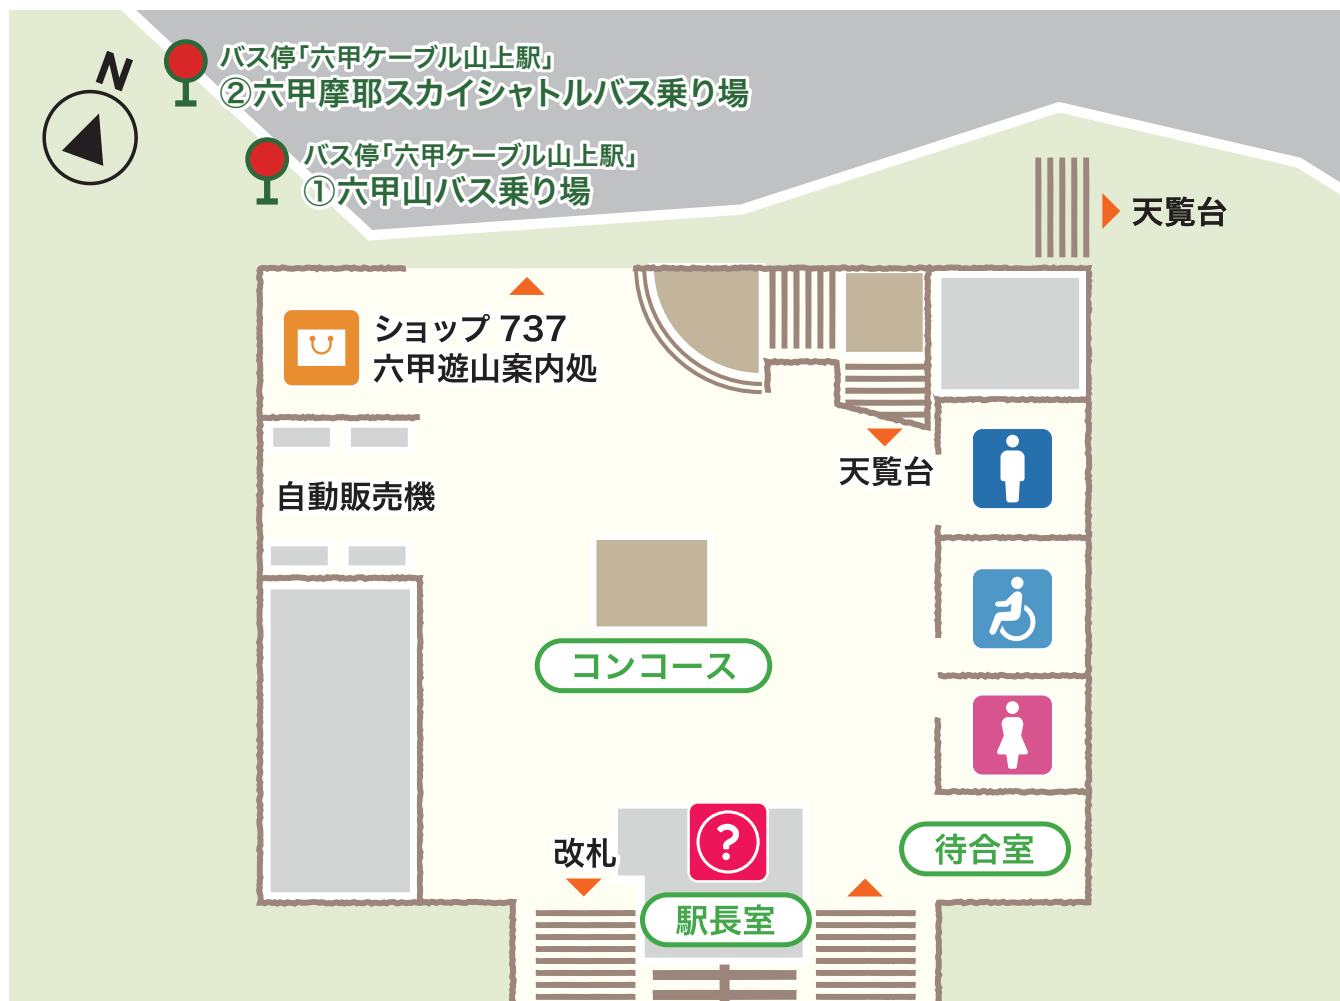 N
バス停「六甲ケーブル山上駅」
②六甲摩耶スカイシャトルバス乗り場
バス停「六甲ケーブル山上駅」
①六甲山バス乗り場
天覧台
ショップ 737
六甲遊山案内処
天覧台
自動販売機
コンコース
?
改札
待合室
駅長室